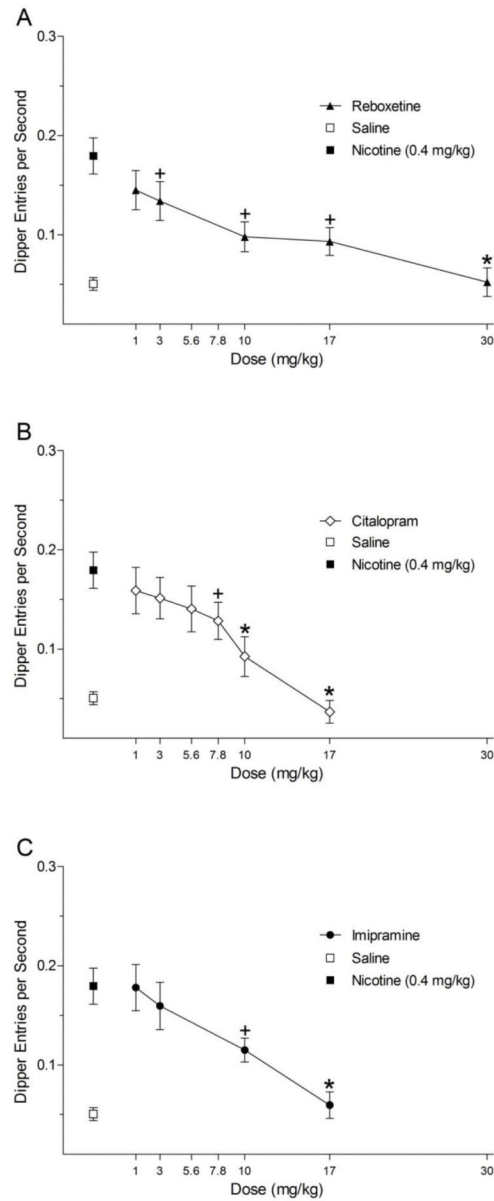 A
0.3
Reboxetine
Saline
Nicotine (0.4 mg/kg)
0.2
0.1
Dipper Entries per Second
+
+
+
*
1 3 5.6 7.8 10 17 30
Dose (mg/kg)
B
0.3
Citalopram
Saline
Nicotine (0.4 mg/kg)
0.2
0.1
Dipper Entries per Second
+
*
*
1 3 5.6 7.8 10 17 30
Dose (mg/kg)
C
0.3
Imipramine
Saline
Nicotine (0.4 mg/kg)
0.2
0.1
Dipper Entries per Second
+
*
1 3 5.6 7.8 10 17 30
Dose (mg/kg)